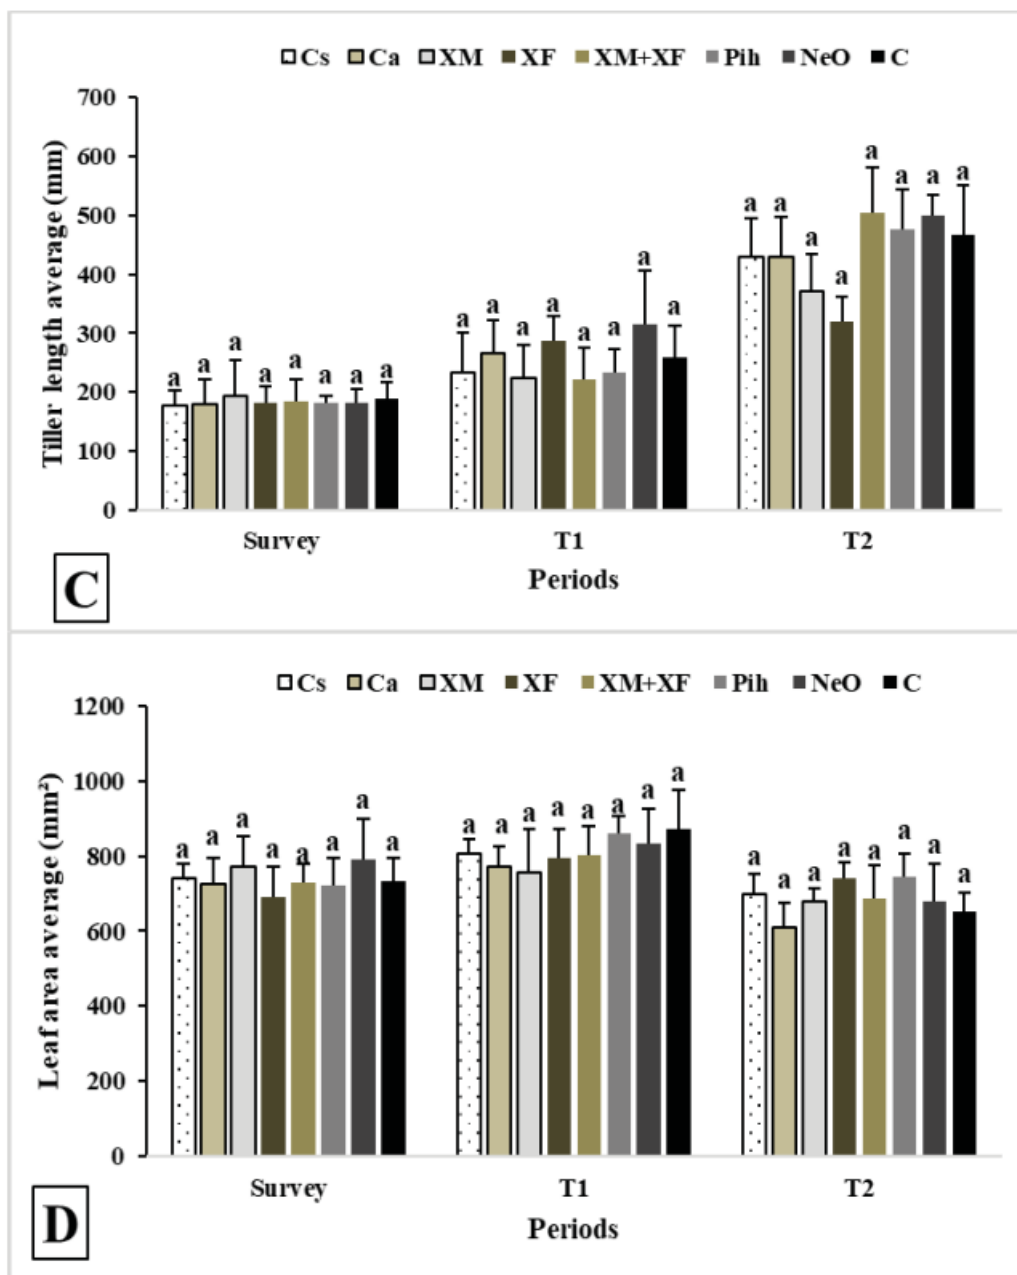 Cs Ca XM XF XM+XF Pih NeO C
700
600
500
400
300
200
100
0
Tiller length average (mm)
a a a a a a a a
a a a a a a a a
a a a a a a a a
Survey T1 T2
Periods
C
Cs Ca XM XF XM+XF Pih NeO C
1200
1000
800
600
400
200
0
Leaf area average (mm²)
a a a a a a a a
a a a a a a a a
a a a a a a a a
Survey T1 T2
Periods
D